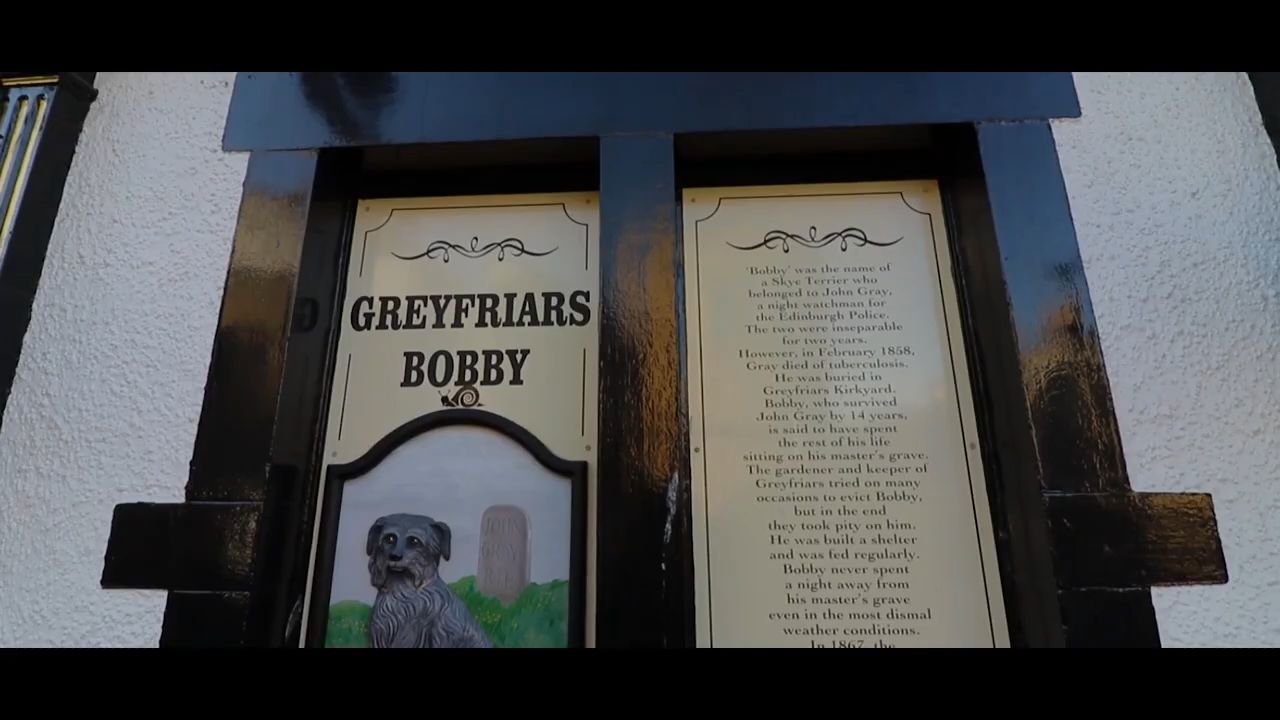 GREYFRIARS
BOBBY
JOHN
GRAY
'Bobby' was the name of
a Skye Terrier who
belonged to John Gray,
a night watchman for
the Edinburgh Police.
The two were inseparable
for two years.
However, in February 1858,
Gray died of tuberculosis.
He was buried in
Greyfriars Kirkyard.
Bobby, who survived
John Gray by 14 years,
is said to have spent
the rest of his life
sitting on his master's grave.
The gardener and keeper of
Greyfriars tried on many
occasions to evict Bobby,
but in the end
they took pity on him.
He was built a shelter
and was fed regularly.
Bobby never spent
a night away from
his master's grave
even in the most dismal
weather conditions.
In 1867, the